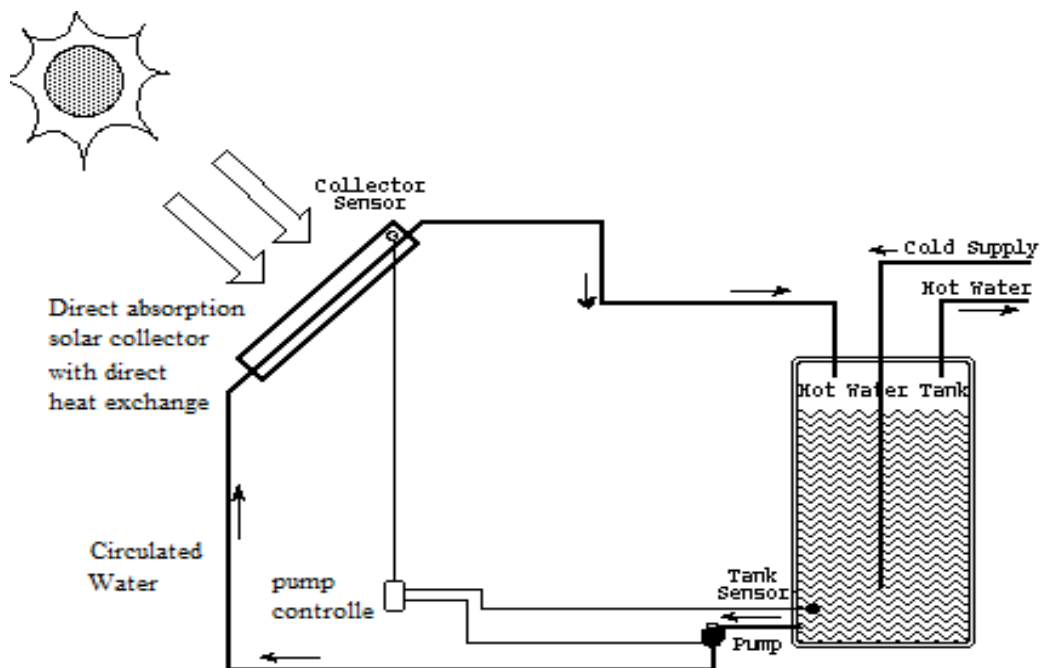 Collector
Sensor
Cold Supply
Hot Water
Direct absorption
solar collector
with direct
heat exchange
Hot Water Tank
Circulated
Water
pump
controlle
Tank
Sensor
Pump